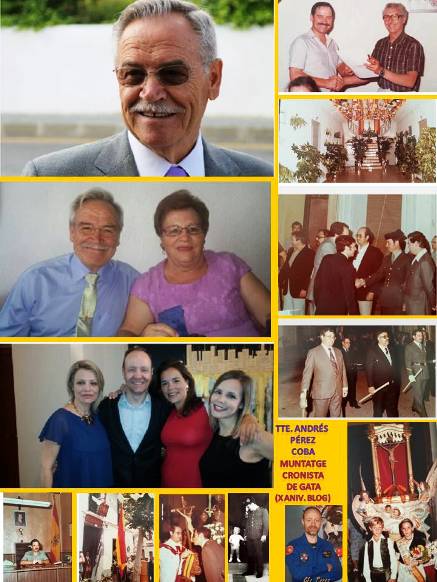 TTE. ANDRÉS
PÉREZ
COBA
MUNTATGE
CRONISTA
DE GATA
(XANIV.BLOG)